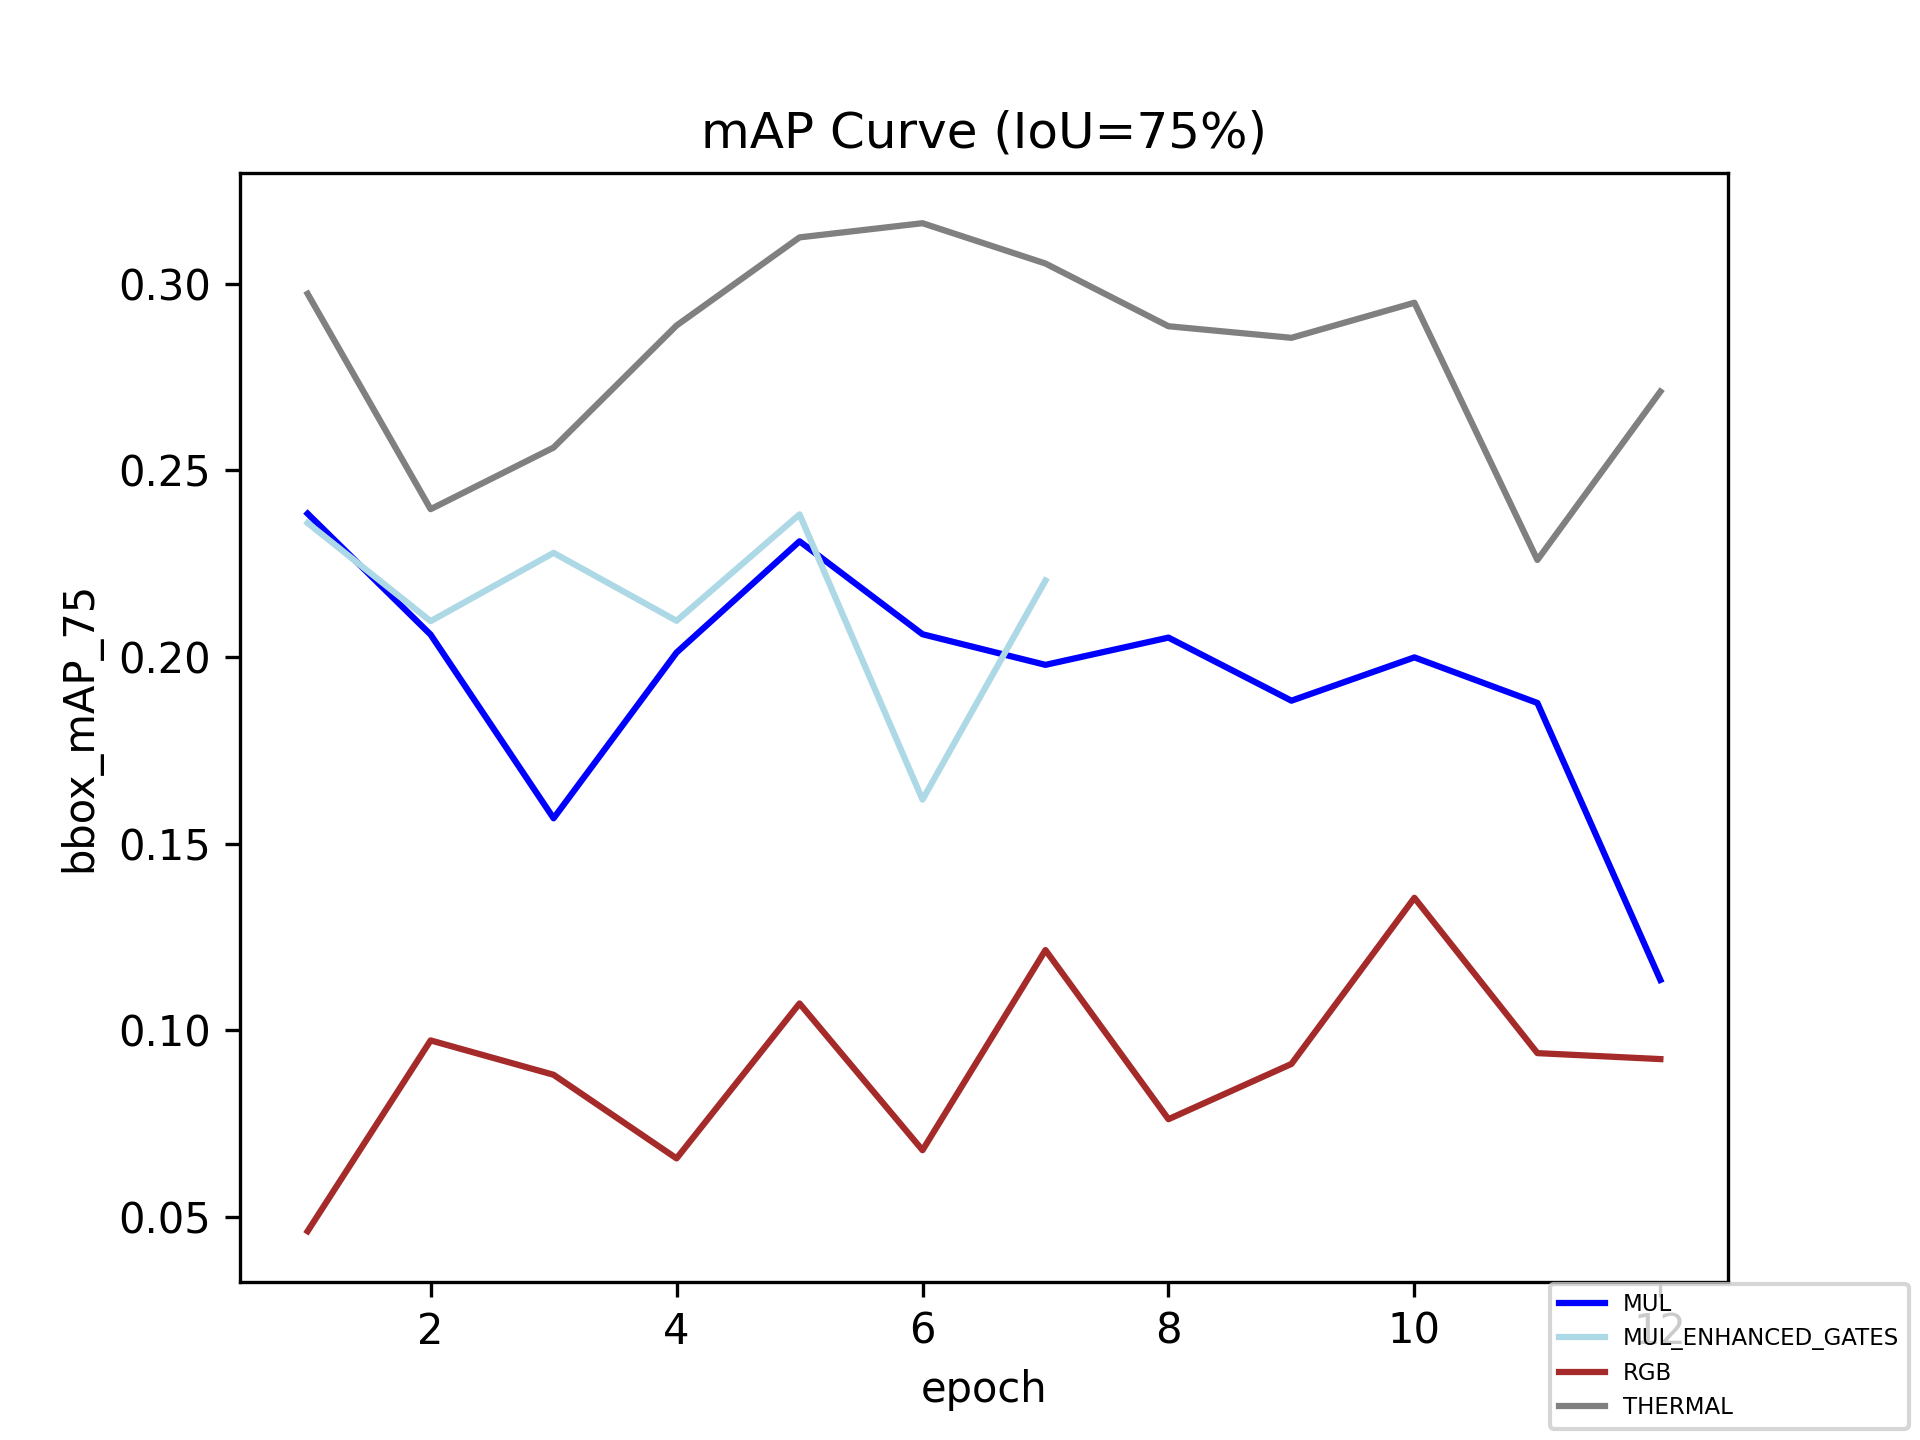 mAP Curve (IoU=75%)
bbox_mAP_75
0.30
0.25
0.20
0.15
0.10
0.05
2
4
6
8
10
12
epoch
MUL
MUL_ENHANCED_GATES
RGB
THERMAL